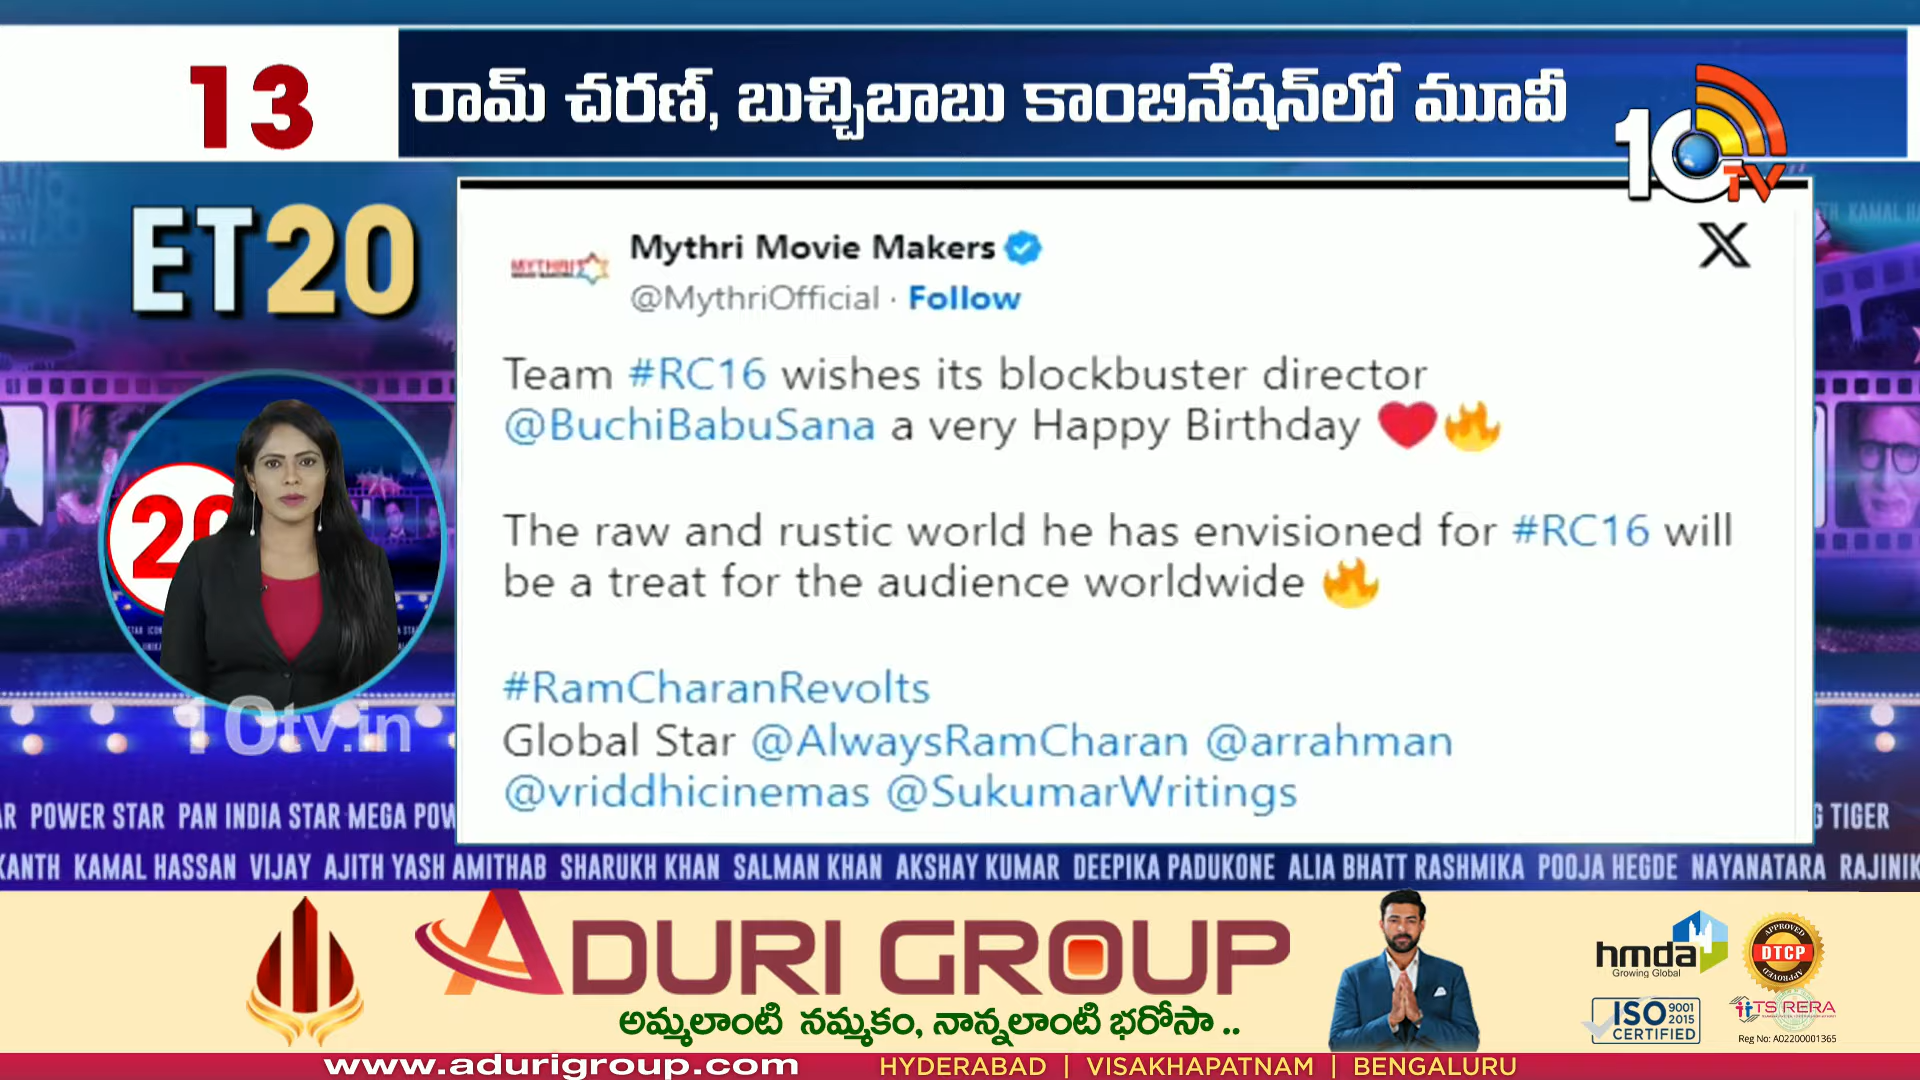 13
రామ్ చరణ్, బుచ్చిబాబు కాంబినేషన్‌లో మూవీ
10TV
ET20
Mythri Movie Makers
@MythriOfficial · Follow
Team #RC16 wishes its blockbuster director
@BuchiBabuSana a very Happy Birthday ❤️🔥
The raw and rustic world he has envisioned for #RC16 will
be a treat for the audience worldwide 🔥
#RamCharanRevolts
Global Star @AlwaysRamCharan @arrahman
@vriddhicinemas @SukumarWritings
MYTHRI
20
10tv.in
AR POWER STAR PAN INDIA STAR MEGA POW
G TIGER
KANTH KAMAL HASSAN VIJAY AJITH YASH AMITHAB SHARUKH KHAN SALMAN KHAN AKSHAY KUMAR DEEPIKA PADUKONE ALIA BHATT RASHMIKA POOJA HEGDE NAYANATARA RAJINIK
ADURI GROUP
అమ్మలాంటి నమ్మకం, నాన్నలాంటి భరోసా ..
hmda
Growing Global
APPROVED
DTCP
APPROVED
ISO 9001 2015
CERTIFIED
TS RERA
Reg No: A02200001365
www.adurigroup.com HYDERABAD | VISAKHAPATNAM | BENGALURU